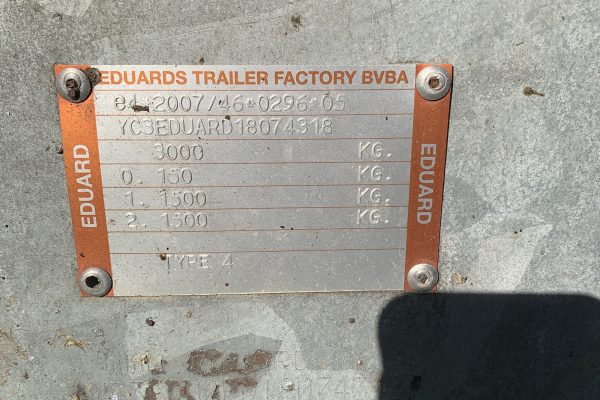 EDUARDS TRAILER FACTORY BVBA
e4*2007/46*0296*05
YC3EDUARD18074318
3000 KG.
0. 150 KG.
1. 1500 KG.
2. 1500 KG.
TYPE 4
EDUARD
EDUARD